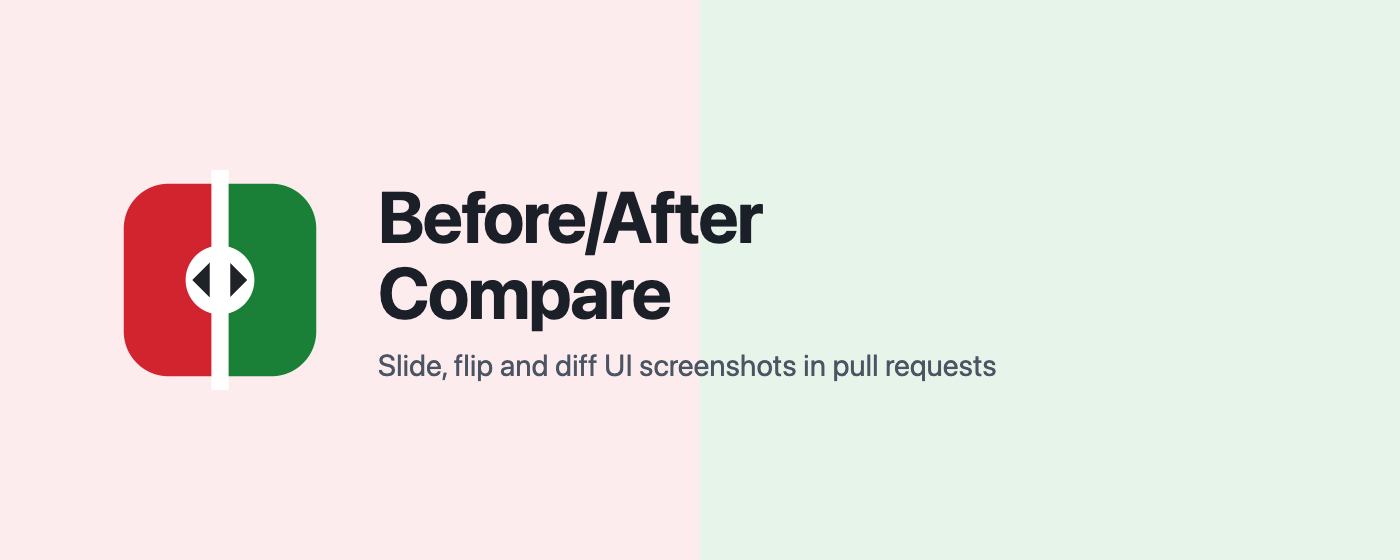 Before/After
Compare
Slide, flip and diff UI screenshots in pull requests